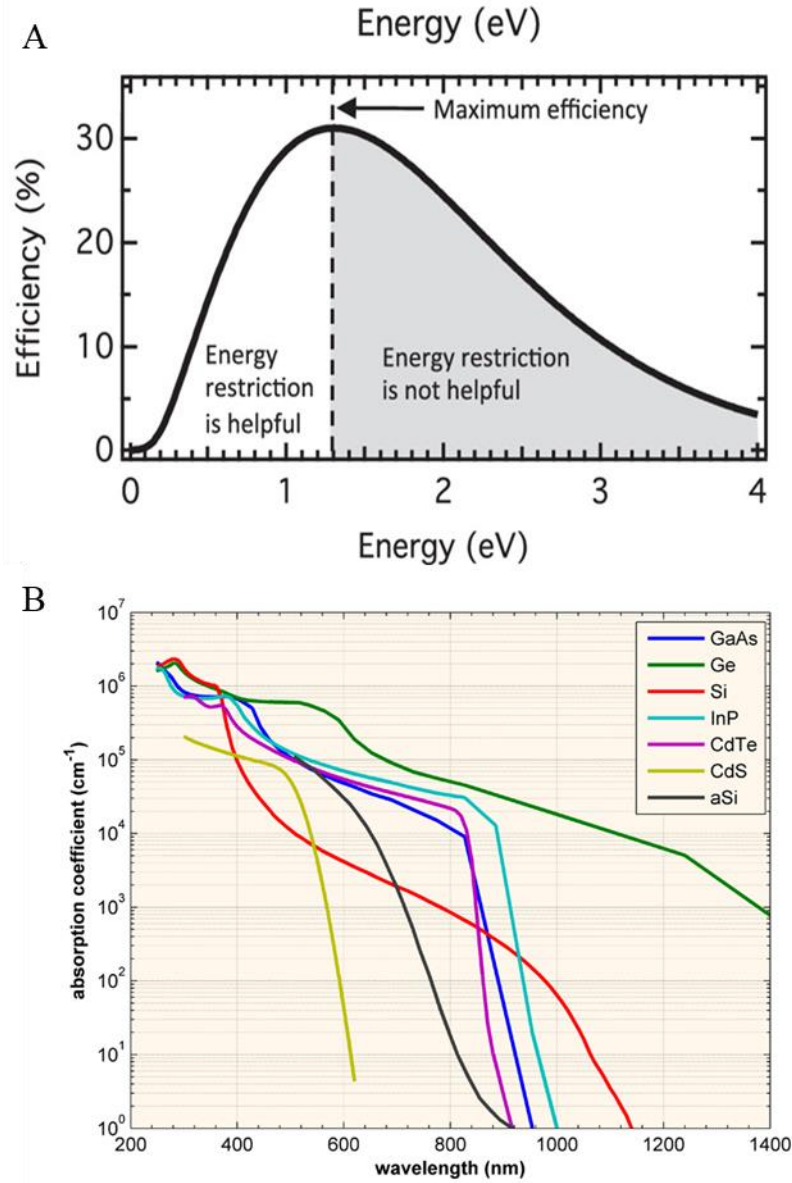 A
Energy (eV)
Maximum efficiency
Efficiency (%)
30
20
10
0
Energy
restriction
is helpful
Energy restriction
is not helpful
0 1 2 3 4
Energy (eV)
B
absorption coefficient (cm⁻¹)
10⁷
10⁶
10⁵
10⁴
10³
10²
10¹
10⁰
GaAs
Ge
Si
InP
CdTe
CdS
aSi
200 400 600 800 1000 1200 1400
wavelength (nm)